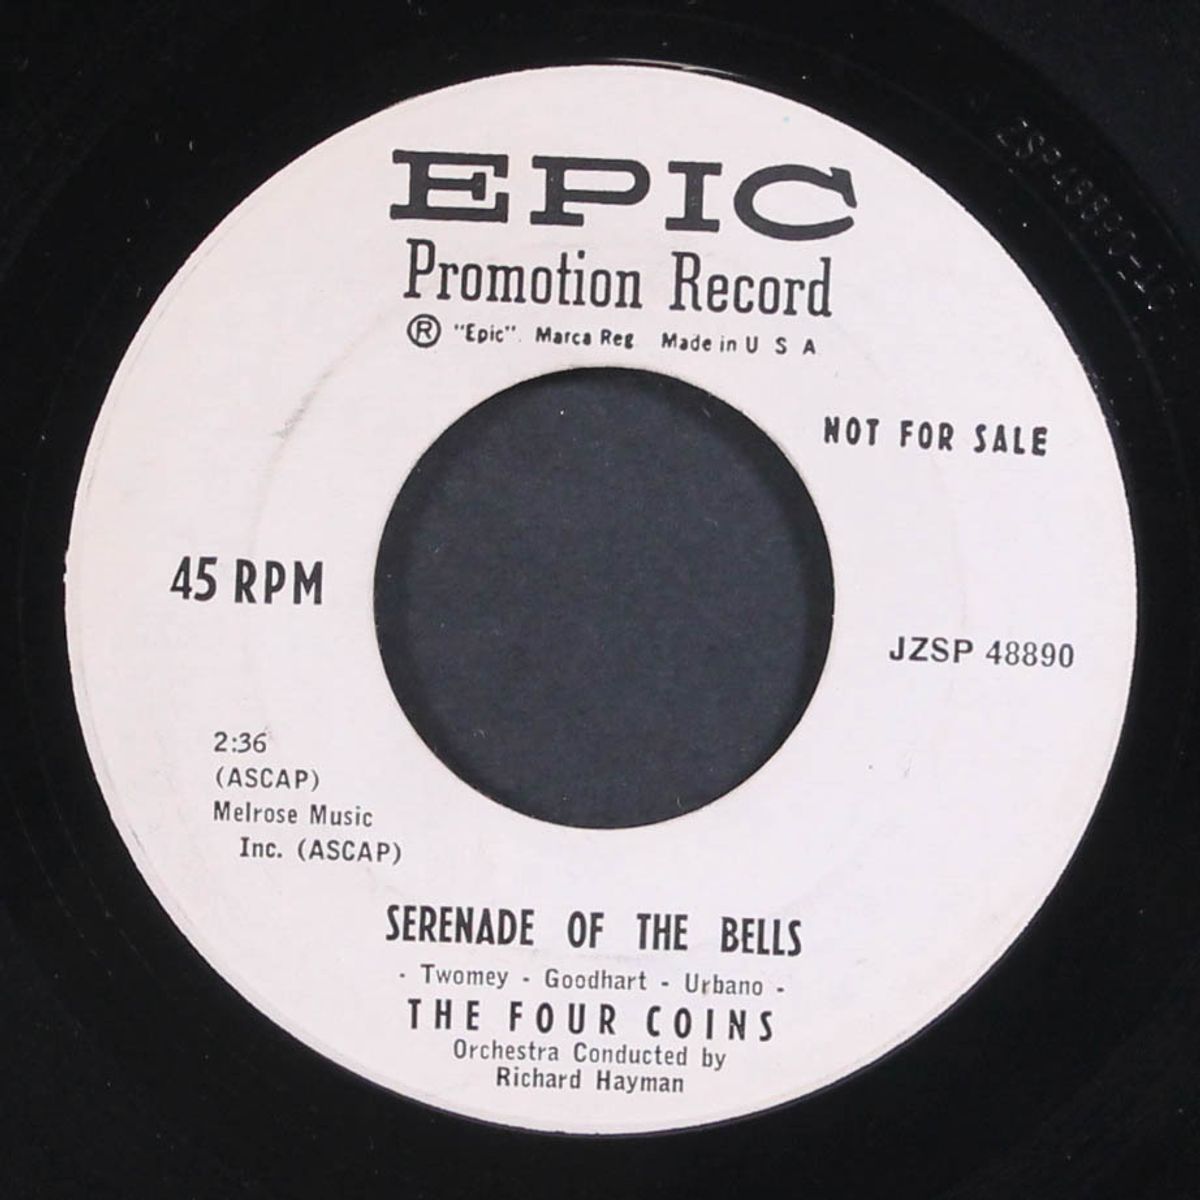 EPIC
Promotion Record
® "Epic". Marca Reg Made in U S A
NOT FOR SALE
45 RPM
JZSP 48890
2:36
(ASCAP)
Melrose Music
Inc. (ASCAP)
SERENADE OF THE BELLS
- Twomey - Goodhart - Urbano -
THE FOUR COINS
Orchestra Conducted by
Richard Hayman